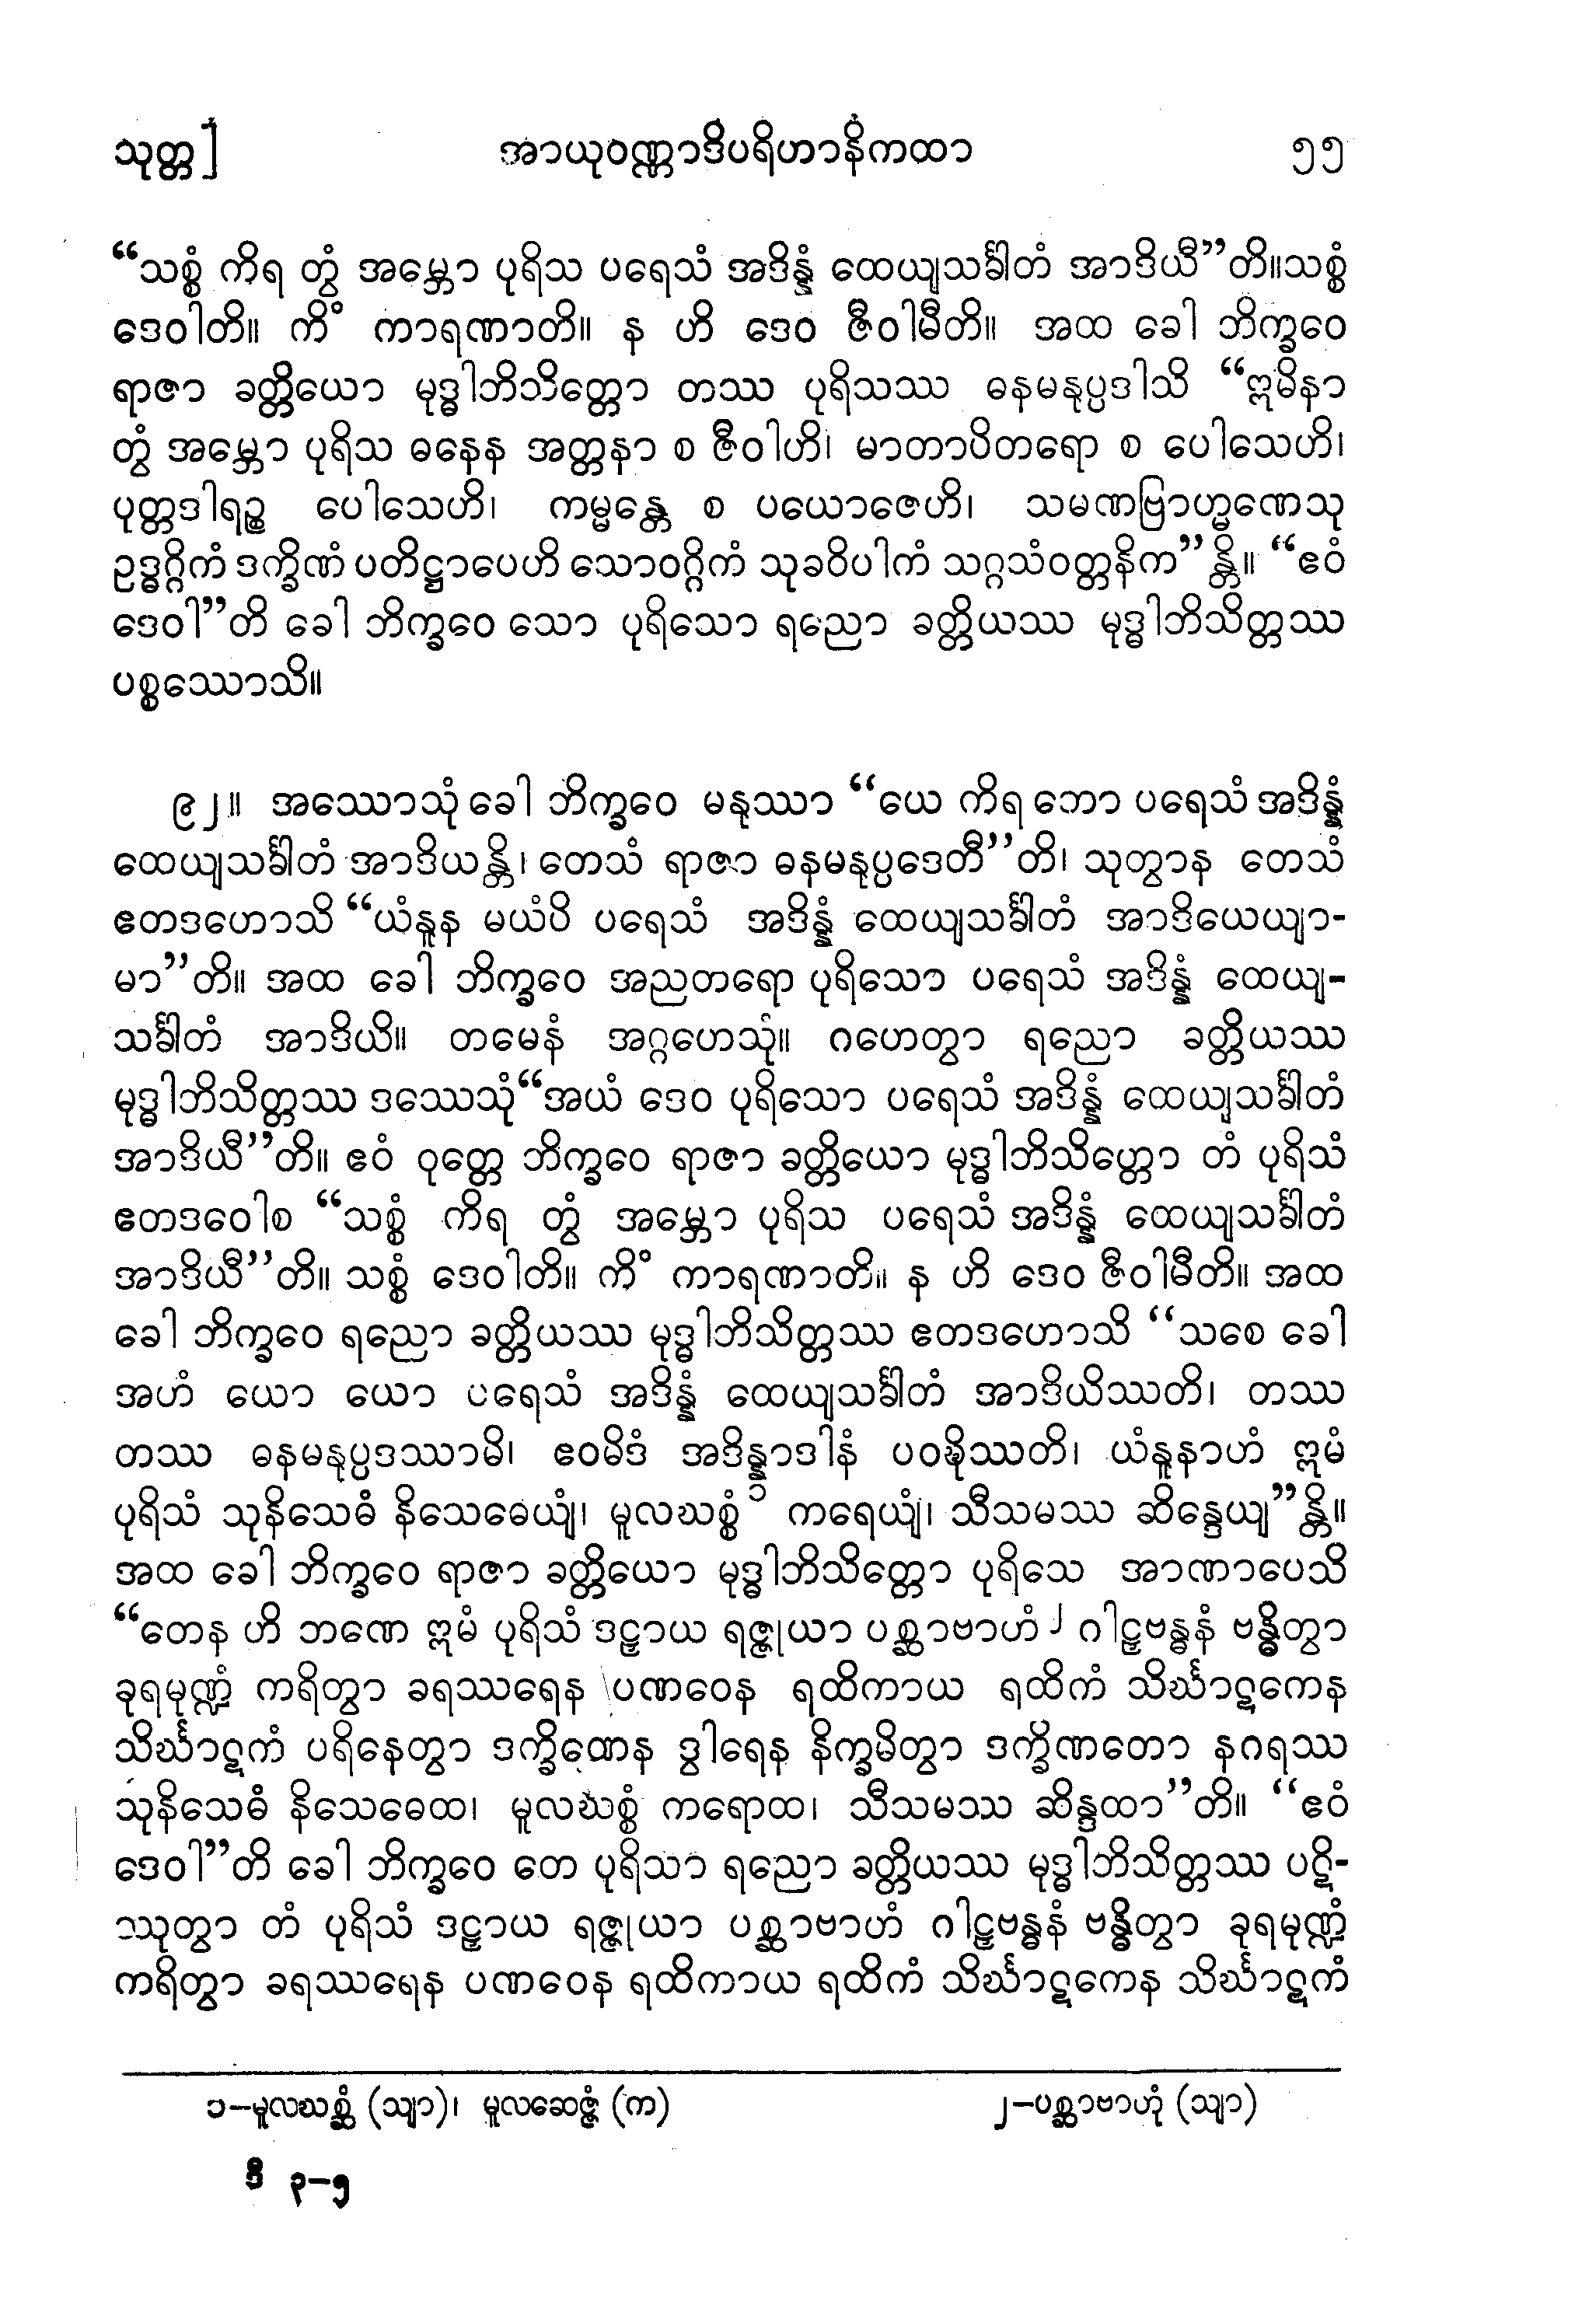 သုတ္တ]
အာယုဝဏ္ဏာဒိပရိဟာနိကထာ
၅၅
“သစ္စံ ကိရ တွံ အမ္ဘော ပုရိသ ပရေသံ အဒိန္နံ ထေယျသင်္ခါတံ အာဒိယီ”တိ။သစ္စံ
ဒေဝါတိ။ ကိံ ကာရဏာတိ။ န ဟိ ဒေဝ ဇီဝါမီတိ။ အထ ခေါ ဘိက္ခဝေ
ရာဇာ ခတ္တိယော မုဒ္ဓါဘိသိတ္တော တဿ ပုရိသဿ ဓနမနုပ္ပဒါသိ “ဣမိနာ
တွံ အမ္ဘော ပုရိသ ဓနေန အတ္တနာ စ ဇီဝါဟိ၊ မာတာပိတရော စ ပေါသေဟိ၊
ပုတ္တဒါရဉ္စ ပေါသေဟိ၊ ကမ္မန္တေ စ ပယောဇေဟိ၊ သမဏဗြာဟ္မဏေသု
ဥဒ္ဓဂ္ဂိကံ ဒက္ခိဏံ ပတိဋ္ဌာပေဟိ သောဝဂ္ဂိကံ သုခဝိပါကံ သဂ္ဂသံဝတ္တနိက”န္တိ။ “ဧဝံ
ဒေဝါ”တိ ခေါ ဘိက္ခဝေ သော ပုရိသော ရညော ခတ္တိယဿ မုဒ္ဓါဘိသိတ္တဿ
ပစ္စဿောသိ။
၉၂။ အဿောသုံ ခေါ ဘိက္ခဝေ မနုဿာ “ယေ ကိရ ဘော ပရေသံ အဒိန္နံ
ထေယျသင်္ခါတံ အာဒိယန္တိ၊ တေသံ ရာဇာ ဓနမနုပ္ပဒေတီ”တိ၊ သုတွာန တေသံ
ဧတဒဟောသိ “ယံနူန မယံပိ ပရေသံ အဒိန္နံ ထေယျသင်္ခါတံ အာဒိယေယျာ-
မာ”တိ။ အထ ခေါ ဘိက္ခဝေ အညတရော ပုရိသော ပရေသံ အဒိန္နံ ထေယျ-
သင်္ခါတံ အာဒိယိ။ တမေနံ အဂ္ဂဟေသုံ။ ဂဟေတွာ ရညော ခတ္တိယဿ
မုဒ္ဓါဘိသိတ္တဿ ဒဿေသုံ“အယံ ဒေဝ ပုရိသော ပရေသံ အဒိန္နံ ထေယျသင်္ခါတံ
အာဒိယီ”တိ။ ဧဝံ ဝုတ္တေ ဘိက္ခဝေ ရာဇာ ခတ္တိယော မုဒ္ဓါဘိသိတ္တော တံ ပုရိသံ
ဧတဒဝေါစ “သစ္စံ ကိရ တွံ အမ္ဘော ပုရိသ ပရေသံ အဒိန္နံ ထေယျသင်္ခါတံ
အာဒိယီ”တိ။ သစ္စံ ဒေဝါတိ။ ကိံ ကာရဏာတိ။ န ဟိ ဒေဝ ဇီဝါမီတိ။ အထ
ခေါ ဘိက္ခဝေ ရညော ခတ္တိယဿ မုဒ္ဓါဘိသိတ္တဿ ဧတဒဟောသိ “သစေ ခေါ
အဟံ ယော ယော ပရေသံ အဒိန္နံ ထေယျသင်္ခါတံ အာဒိယိဿတိ၊ တဿ
တဿ ဓနမနုပ္ပဒဿာမိ၊ ဧဝမိဒံ အဒိန္နာဒါနံ ပဝဍ္ဎိဿတိ၊ ယံနူနာဟံ ဣမံ
ပုရိသံ သုနိသေဓံ နိသေဓေယျံ၊ မူလဃစ္စံ၁ ကရေယျံ၊ သီသမဿ ဆိန္ဒေယျ”န္တိ။
အထ ခေါ ဘိက္ခဝေ ရာဇာ ခတ္တိယော မုဒ္ဓါဘိသိတ္တော ပုရိသေ အာဏာပေသိ
“တေန ဟိ ဘဏေ ဣမံ ပုရိသံ ဒဠှာယ ရဇ္ဇုယာ ပစ္ဆာဗာဟံ၂ ဂါဠှဗန္ဓနံ ဗန္ဓိတွာ
ခုရမုဏ္ဍံ ကရိတွာ ခရဿရေန ပဏဝေန ရထိကာယ ရထိကံ သိင်္ဃာဋကေန
သိင်္ဃာဋကံ ပရိနေတွာ ဒက္ခိဏေန ဒွါရေန နိက္ခမိတွာ ဒက္ခိဏတော နဂရဿ
သုနိသေဓံ နိသေဓေထ၊ မူလဃစ္စံ ကရောထ၊ သီသမဿ ဆိန္ဒထာ”တိ။ “ဧဝံ
ဒေဝါ”တိ ခေါ ဘိက္ခဝေ တေ ပုရိသာ ရညော ခတ္တိယဿ မုဒ္ဓါဘိသိတ္တဿ ပဋိ-
ဿုတွာ တံ ပုရိသံ ဒဠှာယ ရဇ္ဇုယာ ပစ္ဆာဗာဟံ ဂါဠှဗန္ဓနံ ဗန္ဓိတွာ ခုရမုဏ္ဍံ
ကရိတွာ ခရဿရေန ပဏဝေန ရထိကာယ ရထိကံ သိင်္ဃာဋကေန သိင်္ဃာဋကံ
၁–မူလဃစ္ဆံ (သျာ)၊ မူလဆေဇ္ဇံ (က)
၂–ပစ္ဆာဗာဟုံ (သျာ)
ဒီ ၃–၅